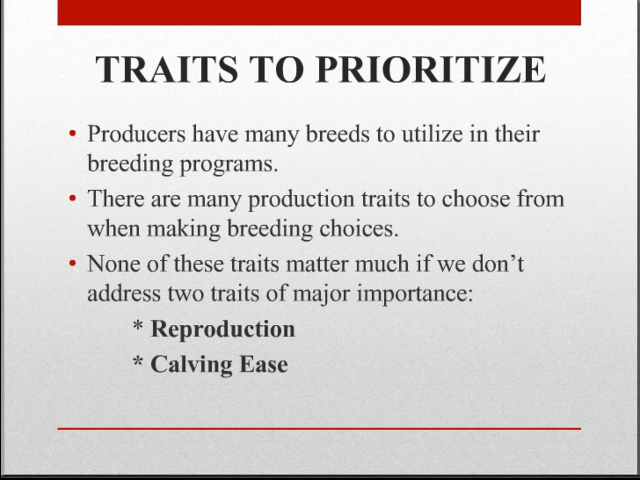 TRAITS TO PRIORITIZE
• Producers have many breeds to utilize in their
breeding programs.
• There are many production traits to choose from
when making breeding choices.
• None of these traits matter much if we don’t
address two traits of major importance:
* Reproduction
* Calving Ease